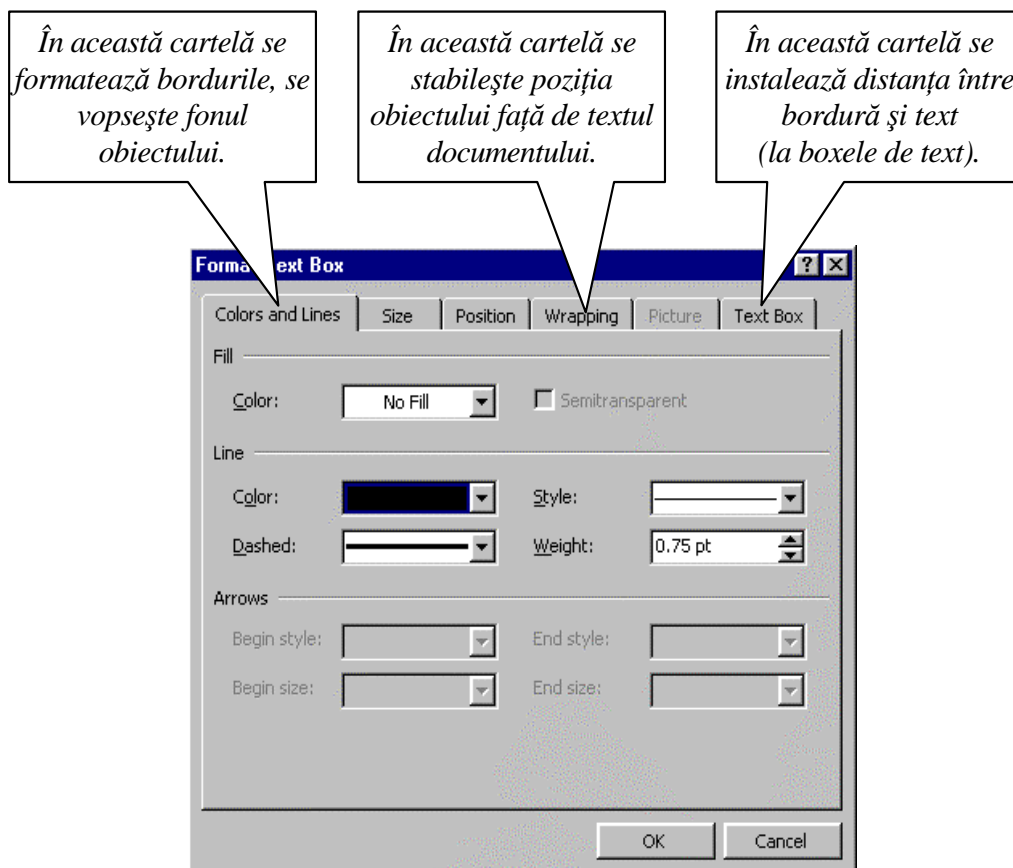 În această cartelă se
formatează bordurile, se
vopseşte fonul
obiectului.
În această cartelă se
stabileşte poziţia
obiectului faţă de textul
documentului.
În această cartelă se
instalează distanţa între
bordură şi text
(la boxele de text).
Forma ext Box
Colors and Lines Size Position Wrapping Picture Text Box
Fill
Color: No Fill Semitransparent
Line
Color: Style:
Dashed: Weight: 0.75 pt
Arrows
Begin style: End style:
Begin size: End size:
OK Cancel